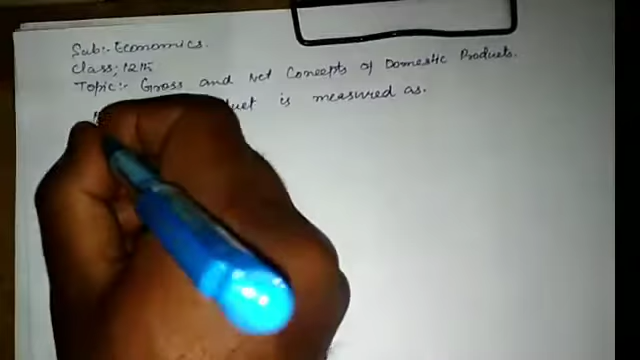 Sub:- Economics.
Class; 12th
Topic:- Gross and Net Concepts of Domestic Products.
is measured as.